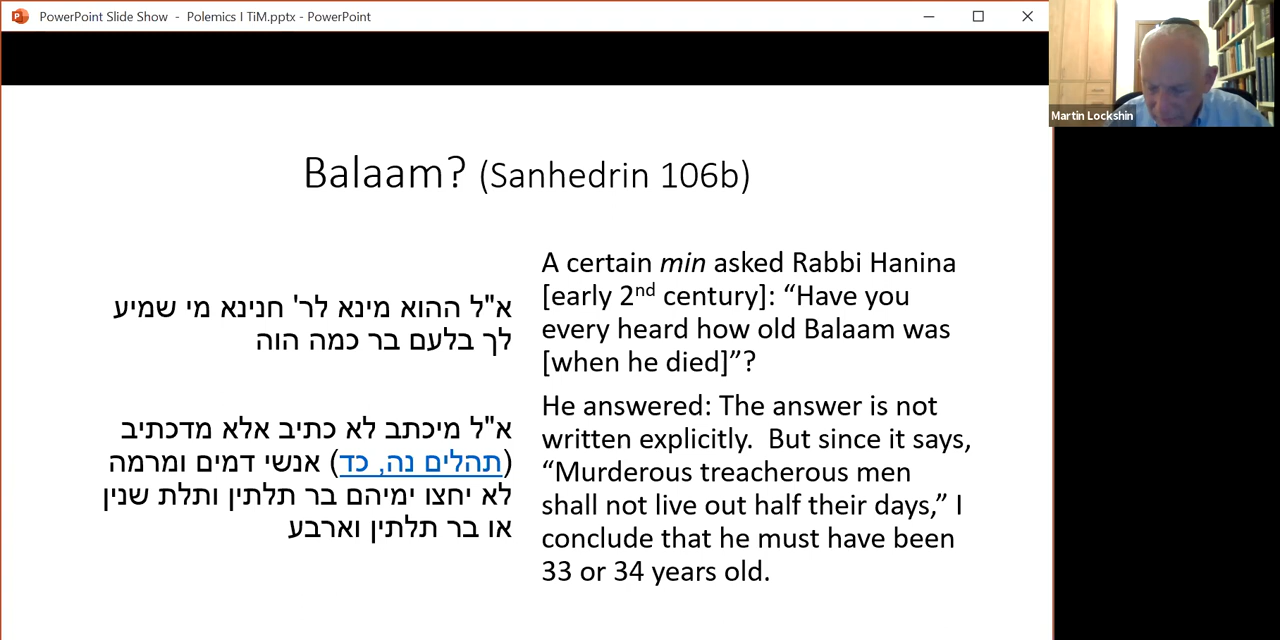 PowerPoint Slide Show - Polemics I TiM.pptx - PowerPoint
Martin Lockshin
Balaam? (Sanhedrin 106b)
א"ל ההוא מינא לר' חנינא מי שמיע
לך בלעם בר כמה הוה
א"ל מיכתב לא כתיב אלא מדכתיב
(תהלים נה, כד) אנשי דמים ומרמה
לא יחצו ימיהם בר תלתין ותלת שנין
או בר תלתין וארבע
A certain min asked Rabbi Hanina
[early 2nd century]: “Have you
every heard how old Balaam was
[when he died]”?
He answered: The answer is not
written explicitly.  But since it says,
“Murderous treacherous men
shall not live out half their days,” I
conclude that he must have been
33 or 34 years old.